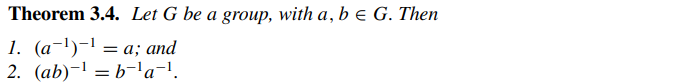 Theorem 3.4. Let G be a group, with a, b ∈ G. Then
1. (a⁻¹)⁻¹ = a; and
2. (ab)⁻¹ = b⁻¹a⁻¹.